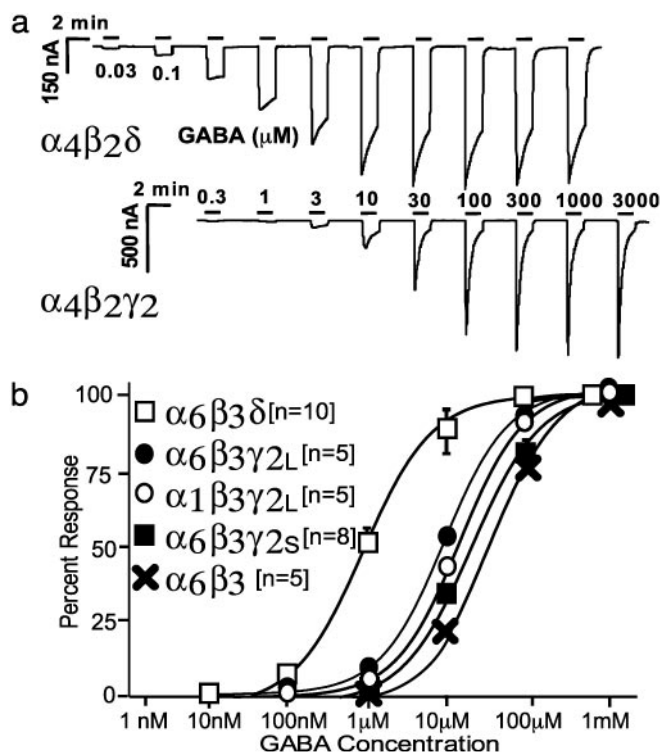 a
2 min
150 nA
0.03 0.1
α4β2δ
GABA (μM)
2 min
500 nA
0.3 1 3 10 30 100 300 1000 3000
α4β2γ2
b
Percent Response
100
75
50
25
0
α6β3δ[n=10]
α6β3γ2L[n=5]
α1β3γ2L[n=5]
α6β3γ2S[n=8]
α6β3 [n=5]
1 nM 10nM 100nM 1μM 10μM 100μM 1mM
GABA Concentration